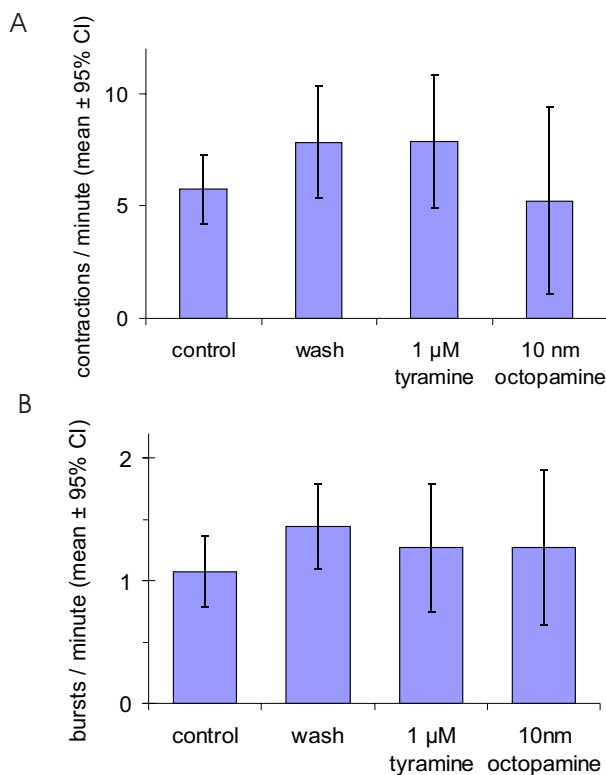 A
contractions / minute (mean ± 95% CI)
10
5
0
control wash 1 µM 10 nm
tyramine octopamine
B
bursts / minute (mean ± 95% CI)
2
1
0
control wash 1 µM 10nm
tyramine octopamine